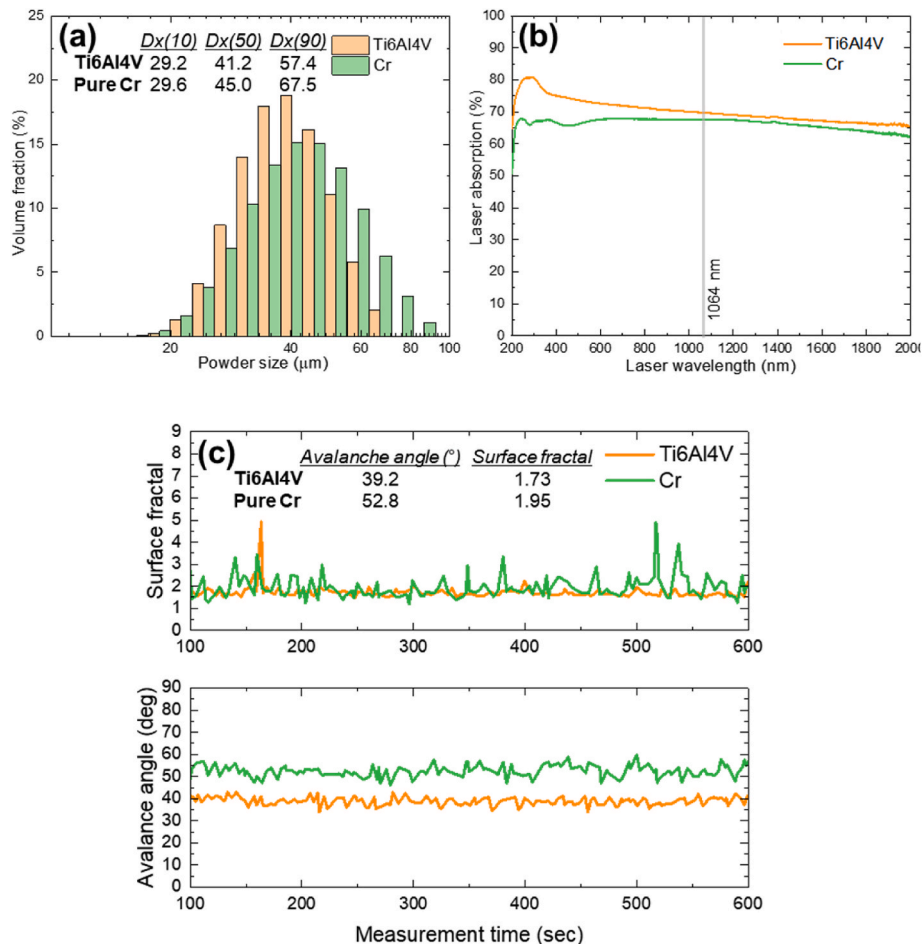 (a)
Dx(10) Dx(50) Dx(90)
Ti6Al4V 29.2 41.2 57.4
Pure Cr 29.6 45.0 67.5
Ti6Al4V
Cr
Volume fraction (%)
25
20
15
10
5
0
20 40 60 80 100
Powder size (μm)
(b)
Ti6Al4V
Cr
Laser absorption (%)
100
90
80
70
60
50
40
30
20
10
0
1064 nm
200 400 600 800 1000 1200 1400 1600 1800 2000
Laser wavelength (nm)
(c)
Avalanche angle (°) Surface fractal
Ti6Al4V 39.2 1.73
Pure Cr 52.8 1.95
Ti6Al4V
Cr
Surface fractal
9
8
7
6
5
4
3
2
1
0
100 200 300 400 500 600
Avalance angle (deg)
90
80
70
60
50
40
30
20
10
0
100 200 300 400 500 600
Measurement time (sec)